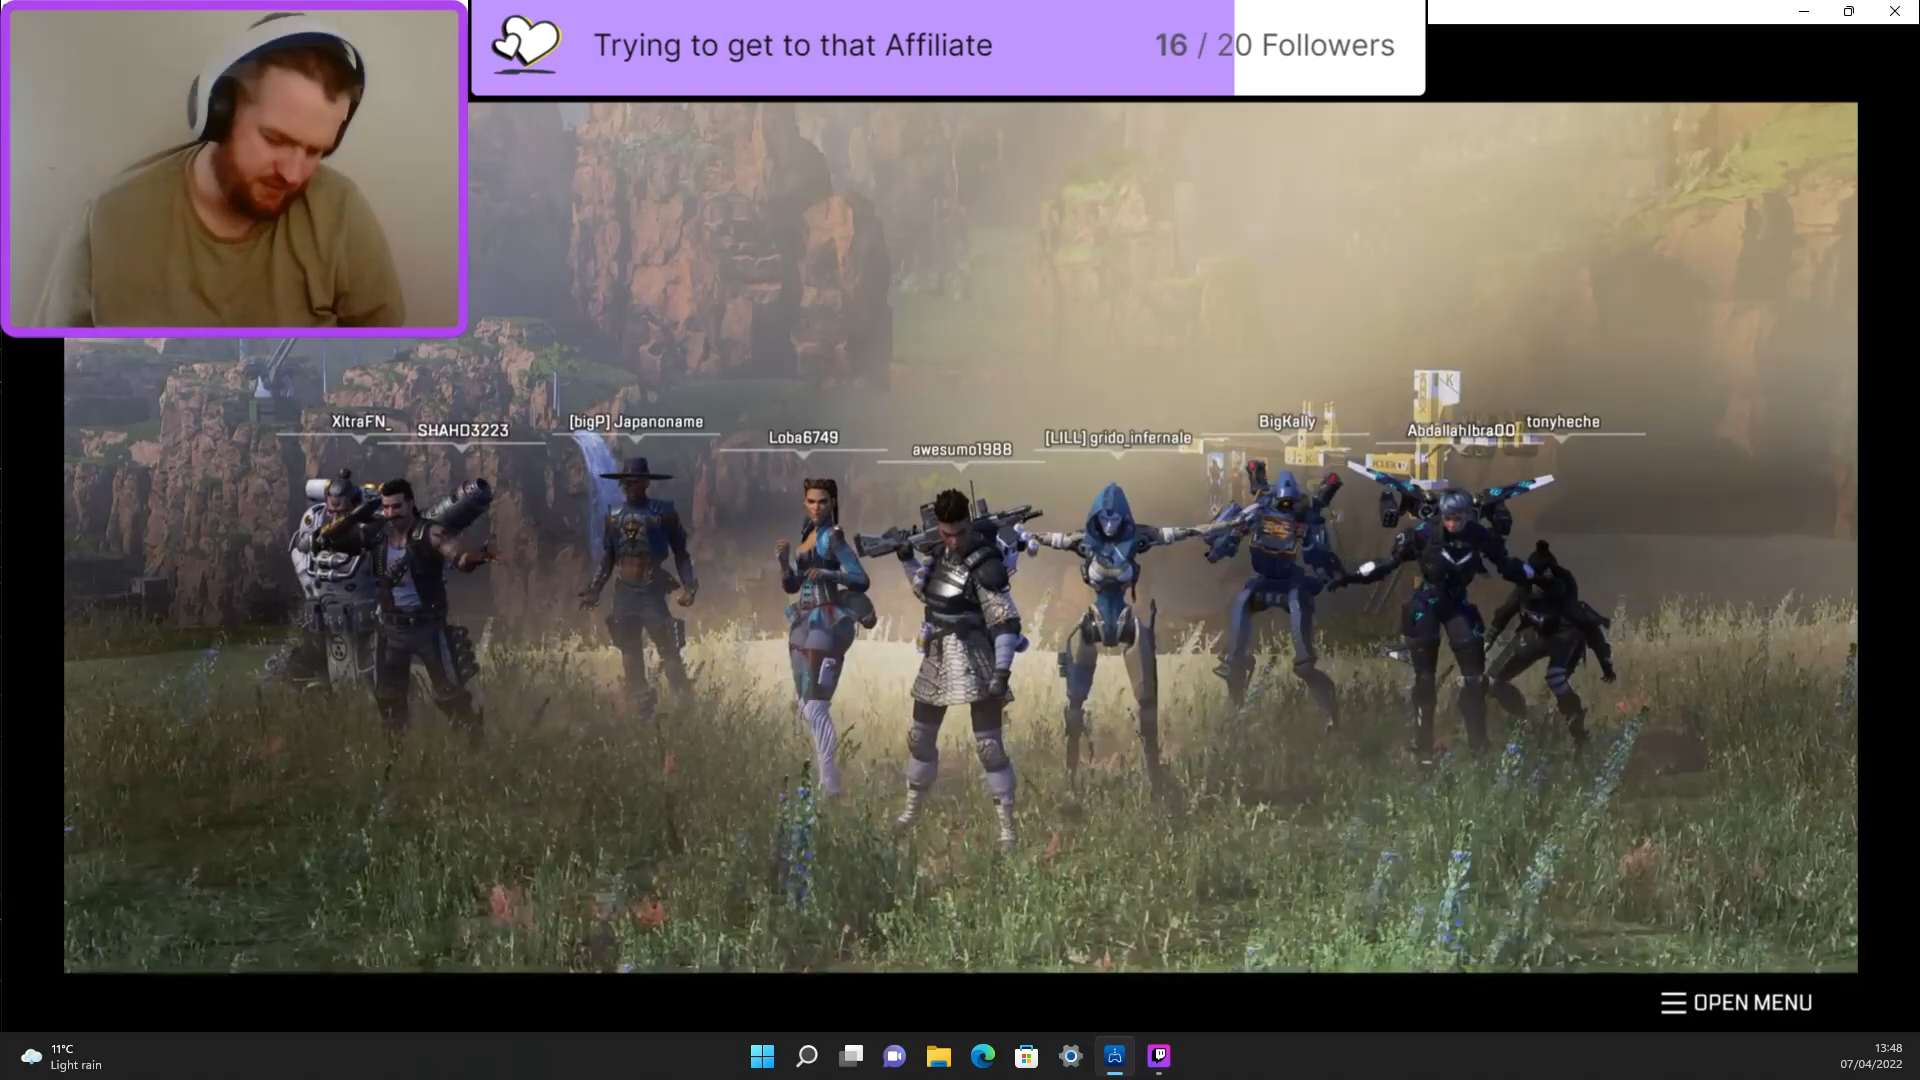 Trying to get to that Affiliate
16 / 20 Followers
XitraFN_
SHAHD3223
[bigP] Japanoname
Loba6749
awesumo1988
[LILL] grido_infernale
BigKally
AbdallahIbra00
tonyheche
K
OPEN MENU
11°C
Light rain
13:48
07/04/2022